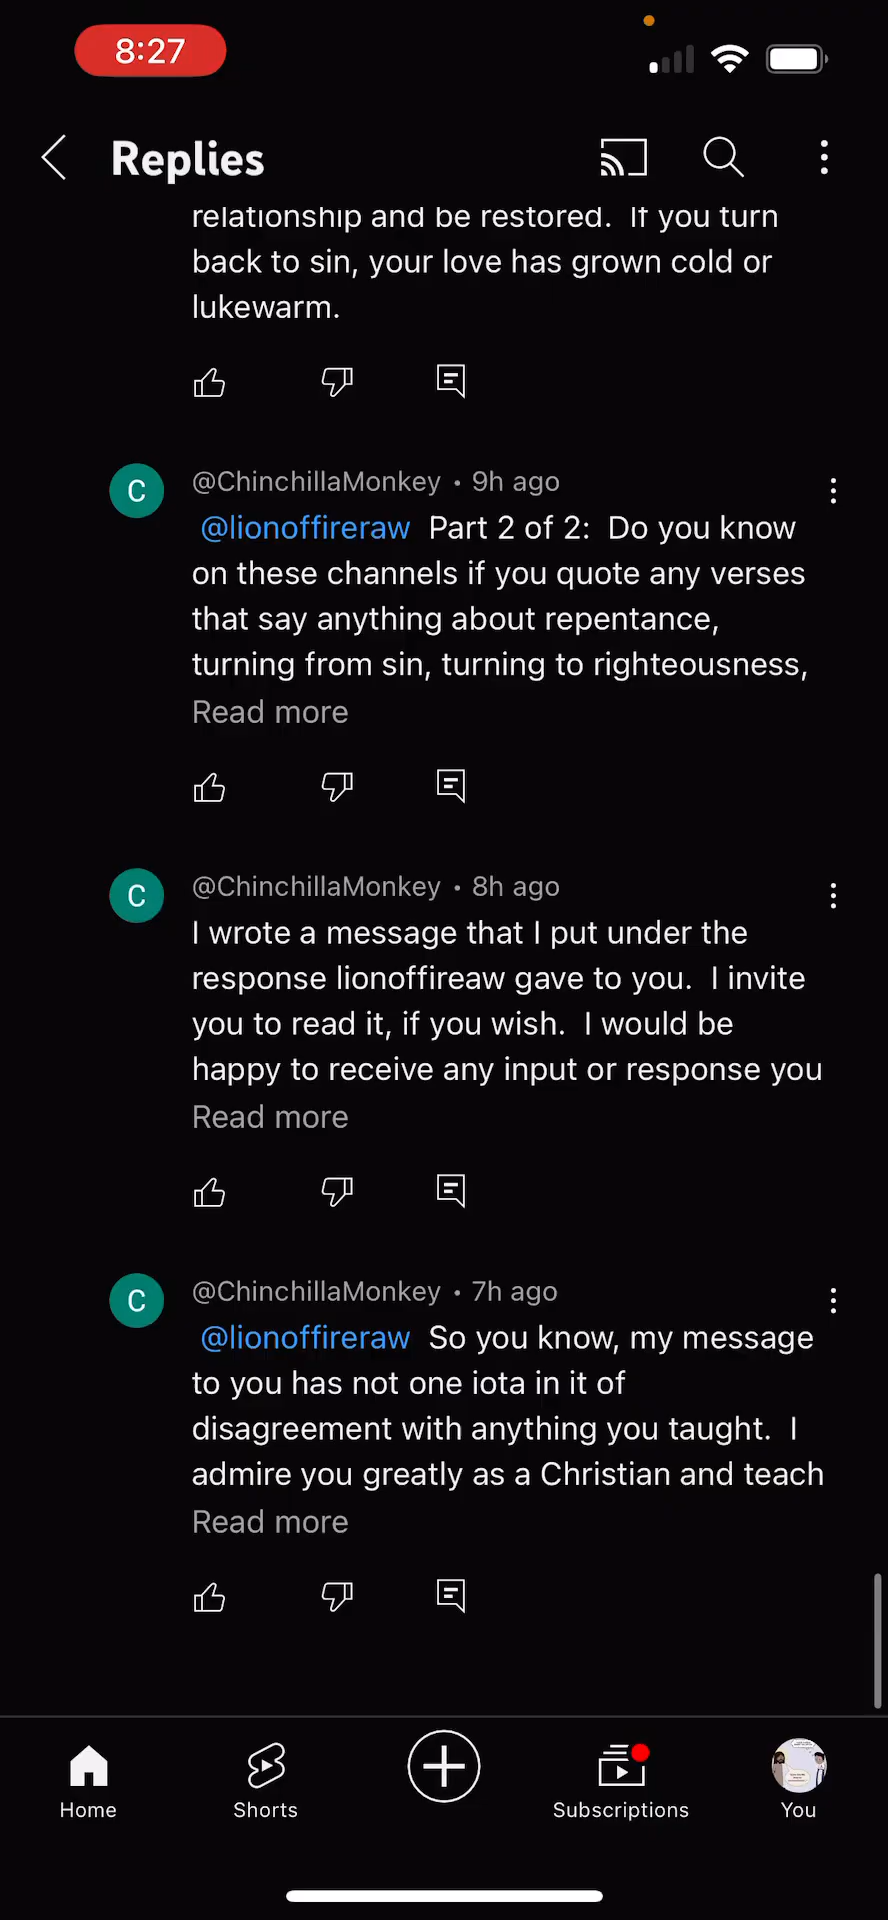 8:27
Replies
relationship and be restored.  If you turn
back to sin, your love has grown cold or
lukewarm.
@ChinchillaMonkey • 9h ago
C
@lionoffireraw  Part 2 of 2:  Do you know
on these channels if you quote any verses
that say anything about repentance,
turning from sin, turning to righteousness,
Read more
@ChinchillaMonkey • 8h ago
C
I wrote a message that I put under the
response lionoffireaw gave to you.  I invite
you to read it, if you wish.  I would be
happy to receive any input or response you
Read more
@ChinchillaMonkey • 7h ago
C
@lionoffireraw  So you know, my message
to you has not one iota in it of
disagreement with anything you taught.  I
admire you greatly as a Christian and teach
Read more
Home
Shorts
Subscriptions
You